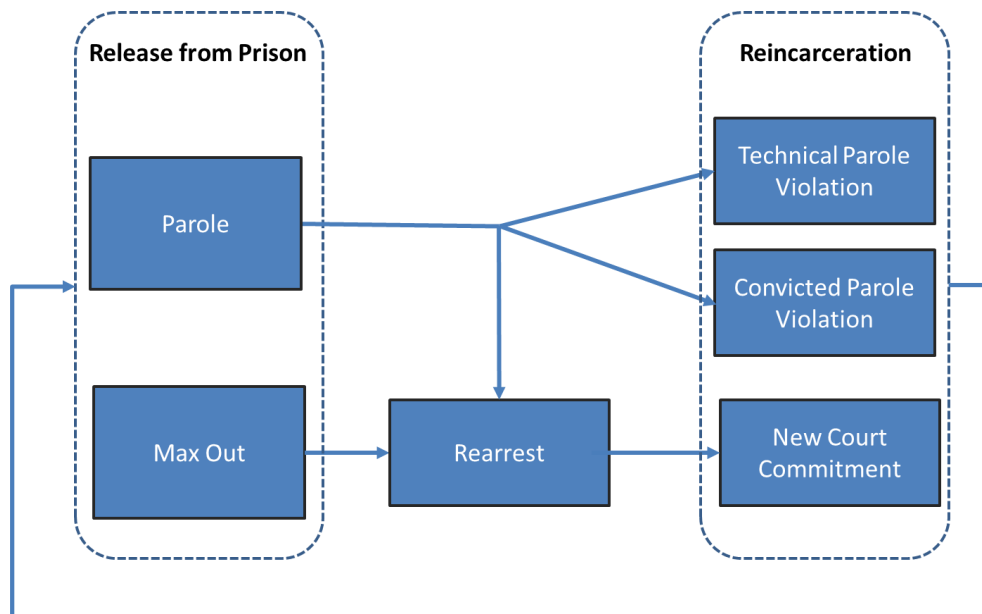 Release from Prison
Reincarceration
Technical Parole
Violation
Parole
Convicted Parole
Violation
Max Out
Rearrest
New Court
Commitment